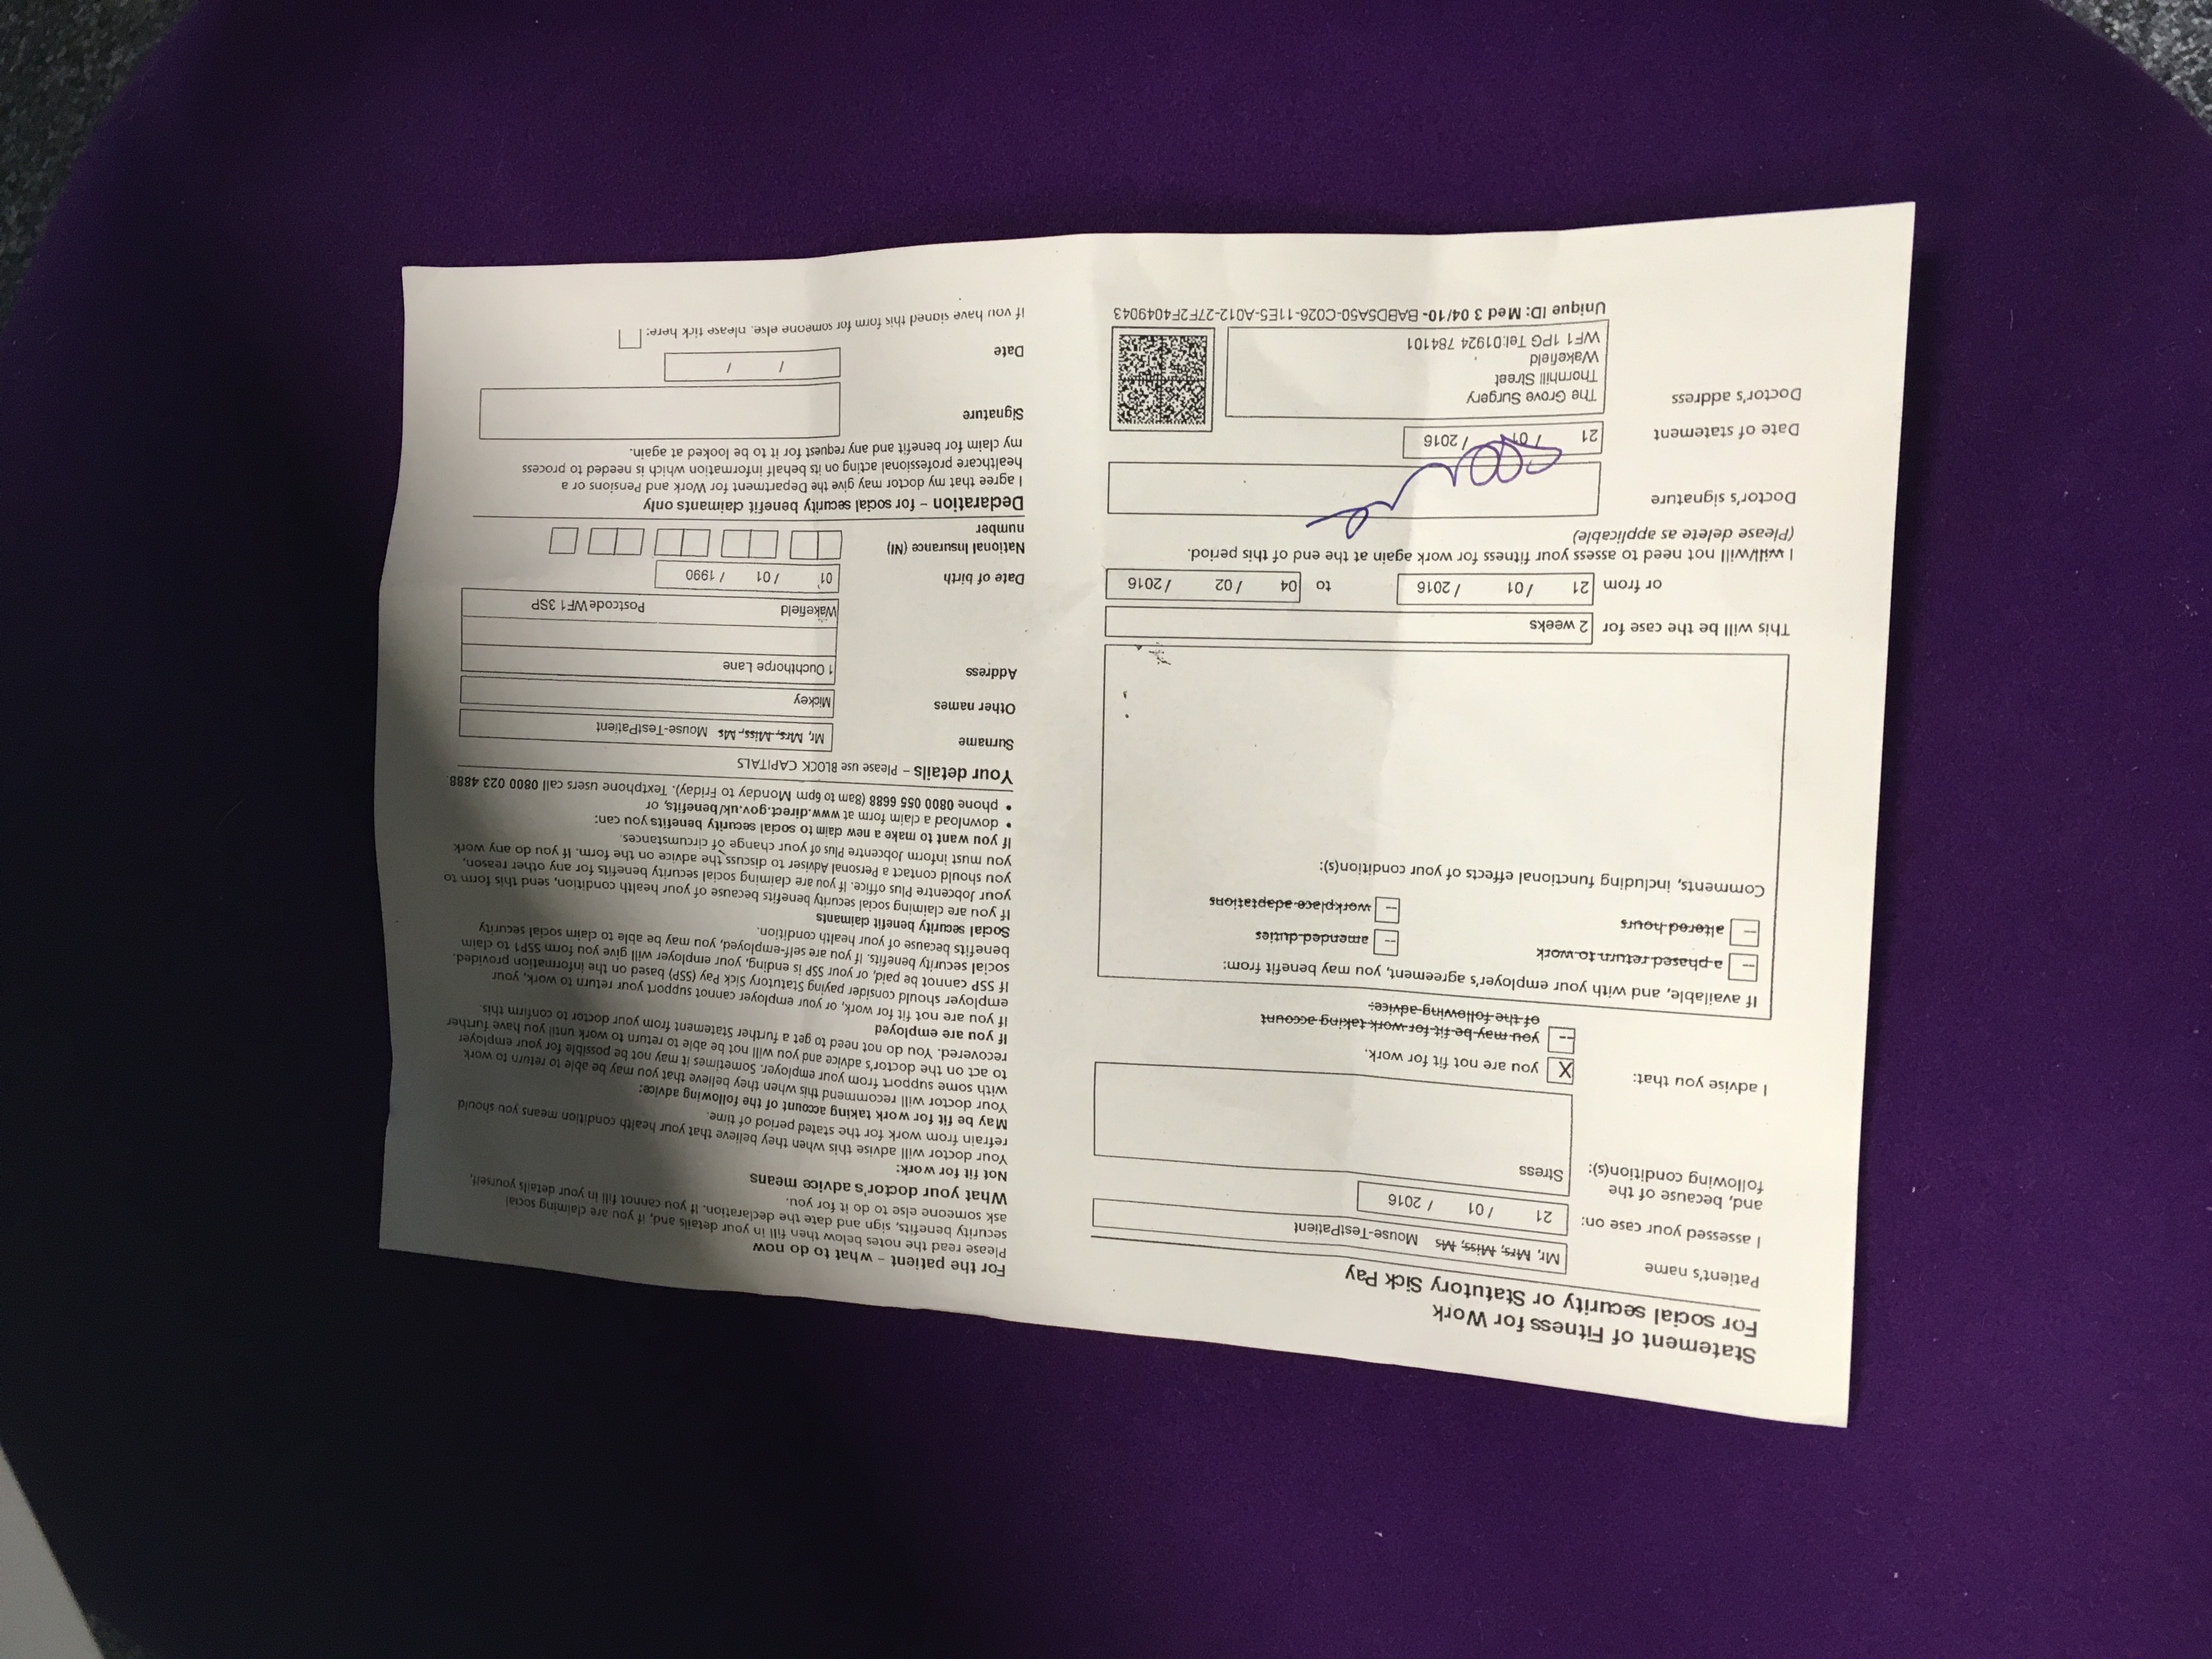 Statement of Fitness for Work
For social security or Statutory Sick Pay
Patient's name Mr, Mrs, Miss, Ms Mouse-TestPatient
I assessed your case on: 21 / 01 / 2016
and, because of the
following condition(s): Stress
I advise you that: X you are not fit for work.
-- you may be fit for work taking account
of the following advice:
If available, and with your employer's agreement, you may benefit from:
-- a phased return to work -- amended duties
-- altered hours -- workplace adaptations
Comments, including functional effects of your condition(s):
This will be the case for 2 weeks
or from 21 / 01 / 2016 to 04 / 02 / 2016
I will/will not need to assess your fitness for work again at the end of this period.
(Please delete as applicable)
Doctor's signature
Date of statement 21 / 01 / 2016
Doctor's address The Grove Surgery
Thornhill Street
Wakefield
WF1 1PG Tel:01924 784101
Unique ID: Med 3 04/10- BABD5A50-C026-11E5-A012-27F2F4049043
For the patient – what to do now
Please read the notes below then fill in your details and, if you are claiming social
security benefits, sign and date the declaration. If you cannot fill in your details yourself,
ask someone else to do it for you.
What your doctor's advice means
Not fit for work:
Your doctor will advise this when they believe that your health condition means you should
refrain from work for the stated period of time.
May be fit for work taking account of the following advice:
Your doctor will recommend this when they believe that you may be able to return to work
with some support from your employer. Sometimes it may not be possible for your employer
to act on the doctor's advice and you will not be able to return to work until you have further
recovered. You do not need to get a further Statement from your doctor to confirm this.
If you are employed
If you are not fit for work, or your employer cannot support your return to work, your
employer should consider paying Statutory Sick Pay (SSP) based on the information provided.
If SSP cannot be paid, or your SSP is ending, your employer will give you form SSP1 to claim
social security benefits. If you are self-employed, you may be able to claim social security
benefits because of your health condition.
Social security benefit claimants
If you are claiming social security benefits because of your health condition, send this form to
your Jobcentre Plus office. If you are claiming social security benefits for any other reason,
you should contact a Personal Adviser to discuss the advice on the form. If you do any work
you must inform Jobcentre Plus of your change of circumstances.
If you want to make a new claim to social security benefits you can:
• download a claim form at www.direct.gov.uk/benefits, or
• phone 0800 055 6688 (8am to 6pm Monday to Friday). Textphone users call 0800 023 4888.
Your details – Please use BLOCK CAPITALS
Surname Mr, Mrs, Miss, Ms Mouse-TestPatient
Other names Mickey
Address 1 Ouchthorpe Lane
Wakefield Postcode WF1 3SP
Date of birth 01 / 01 / 1990
National Insurance (NI)
number
Declaration – for social security benefit claimants only
I agree that my doctor may give the Department for Work and Pensions or a
healthcare professional acting on its behalf information which is needed to process
my claim for benefit and any request for it to be looked at again.
Signature
Date / /
If you have signed this form for someone else, please tick here: